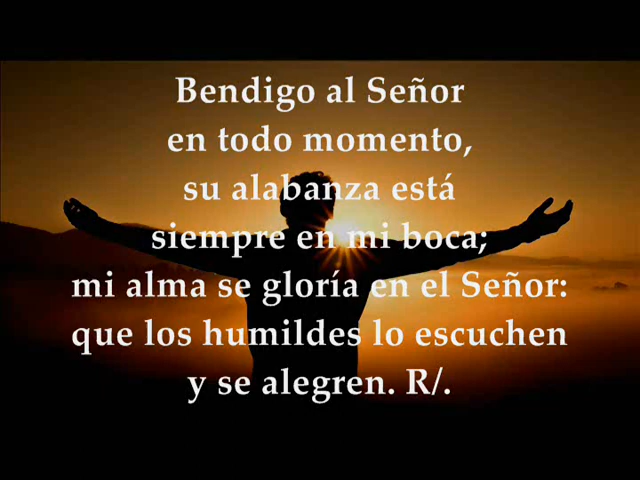 Bendigo al Señor
en todo momento,
su alabanza está
siempre en mi boca;
mi alma se gloría en el Señor:
que los humildes lo escuchen
y se alegren. R/.